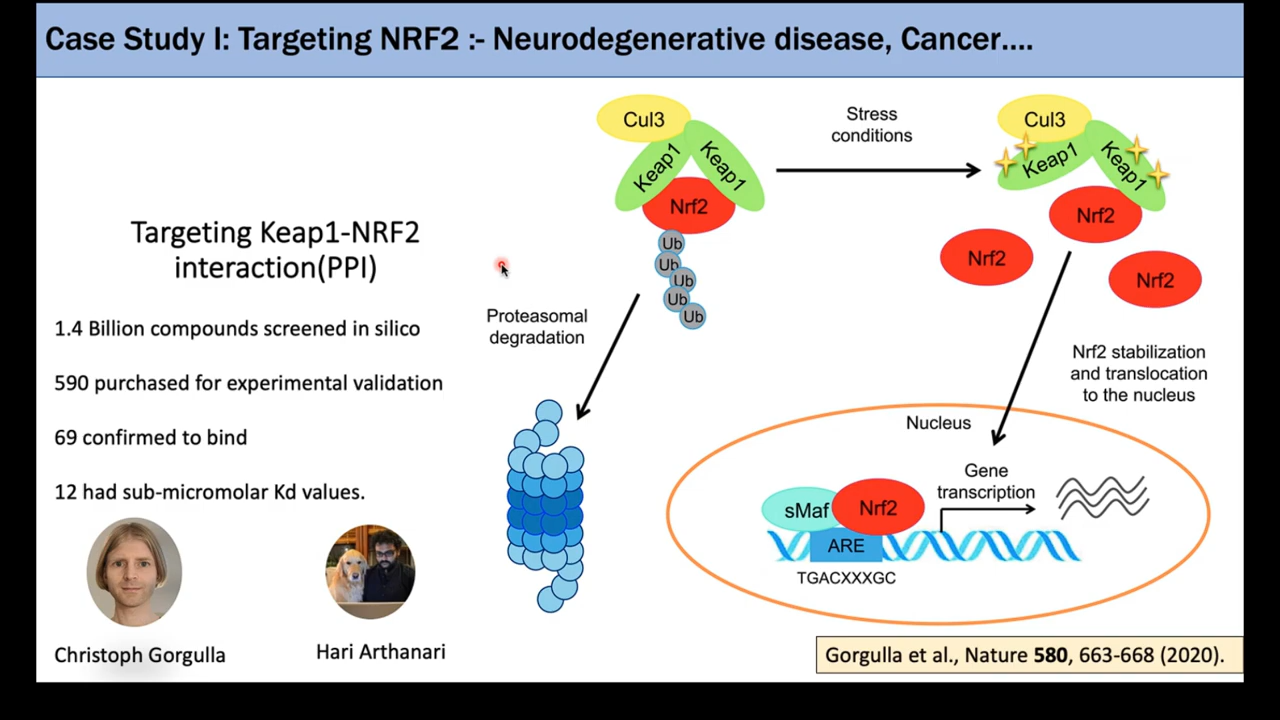 Case Study I: Targeting NRF2 :- Neurodegenerative disease, Cancer....
Targeting Keap1-NRF2
interaction(PPI)
1.4 Billion compounds screened in silico
590 purchased for experimental validation
69 confirmed to bind
12 had sub-micromolar Kd values.
Christoph Gorgulla
Hari Arthanari
Cul3
Keap1
Keap1
Nrf2
Ub
Ub
Ub
Ub
Ub
Proteasomal
degradation
Stress
conditions
Cul3
Keap1
Keap1
Nrf2
Nrf2
Nrf2
Nrf2 stabilization
and translocation
to the nucleus
Nucleus
Gene
transcription
sMaf
Nrf2
ARE
TGACXXXGC
Gorgulla et al., Nature 580, 663-668 (2020).